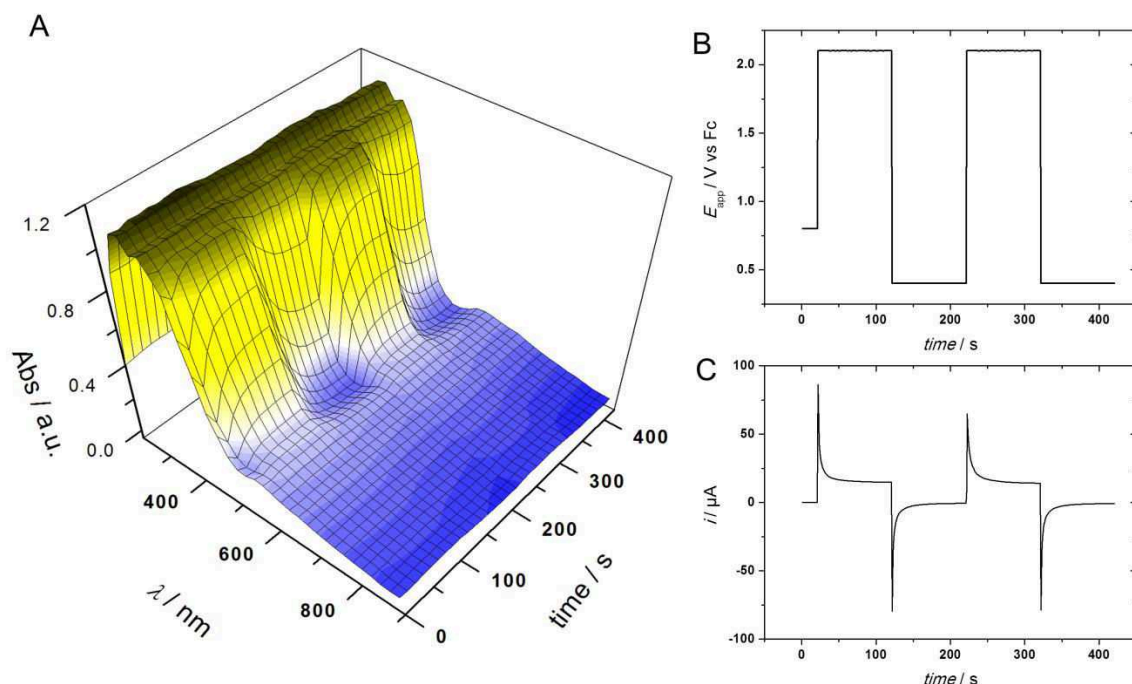 A
1.2
0.8
0.4
0.0
Abs / a.u.
400
600
800
λ / nm
0
100
200
300
400
time / s
B
2.0
1.5
1.0
0.5
E_app / V vs Fc
0 100 200 300 400
time / s
C
100
50
0
-50
-100
i / µA
0 100 200 300 400
time / s